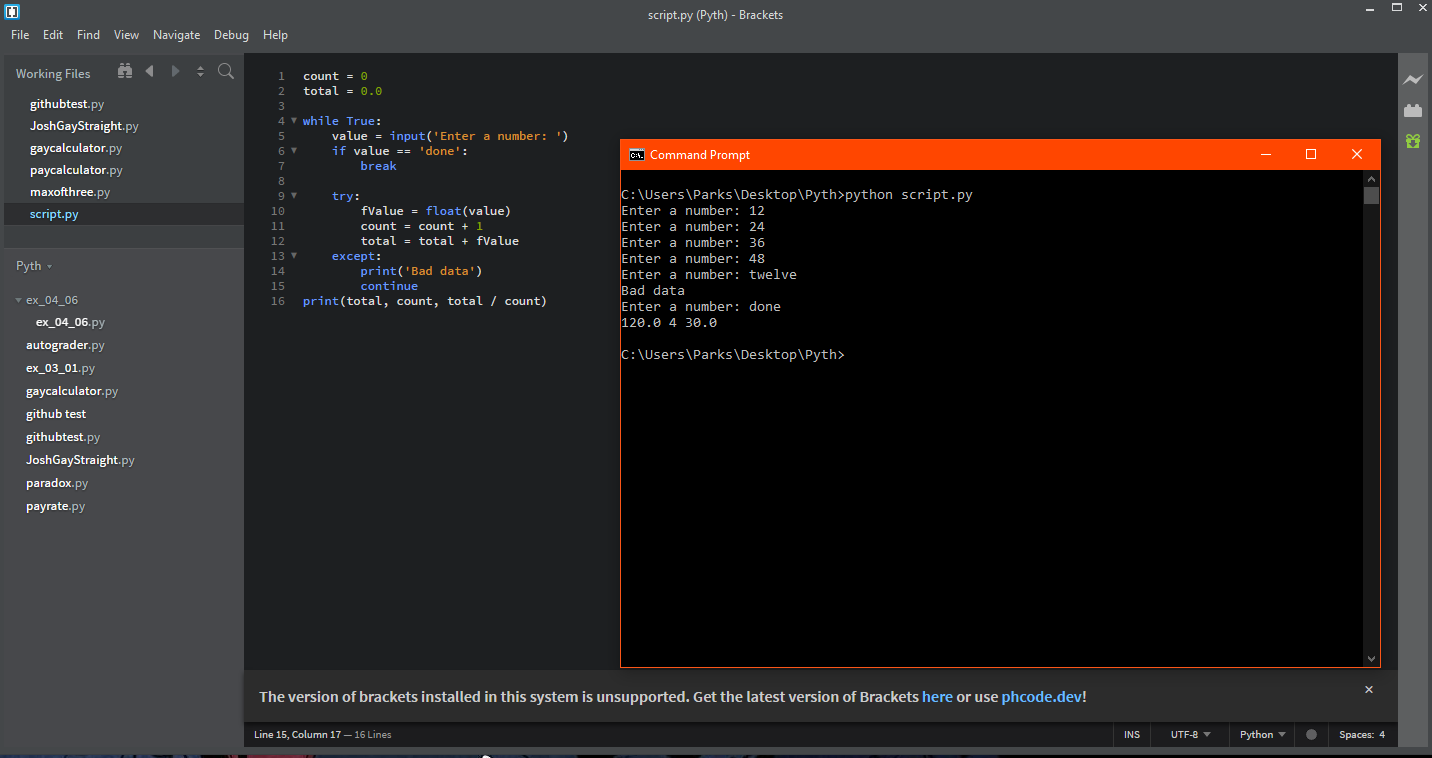 script.py (Pyth) - Brackets
File Edit Find View Navigate Debug Help
Working Files
githubtest.py
JoshGayStraight.py
gaycalculator.py
paycalculator.py
maxofthree.py
script.py
Pyth
ex_04_06
ex_04_06.py
autograder.py
ex_03_01.py
gaycalculator.py
github test
githubtest.py
JoshGayStraight.py
paradox.py
payrate.py
1 count = 0
2 total = 0.0
3
4 while True:
5     value = input('Enter a number: ')
6     if value == 'done':
7         break
8
9     try:
10         fValue = float(value)
11         count = count + 1
12         total = total + fValue
13     except:
14         print('Bad data')
15         continue
16 print(total, count, total / count)
C:\. Command Prompt
C:\Users\Parks\Desktop\Pyth>python script.py
Enter a number: 12
Enter a number: 24
Enter a number: 36
Enter a number: 48
Enter a number: twelve
Bad data
Enter a number: done
120.0 4 30.0
C:\Users\Parks\Desktop\Pyth>
The version of brackets installed in this system is unsupported. Get the latest version of Brackets here or use phcode.dev!
Line 15, Column 17 — 16 Lines
INS UTF-8 Python Spaces: 4